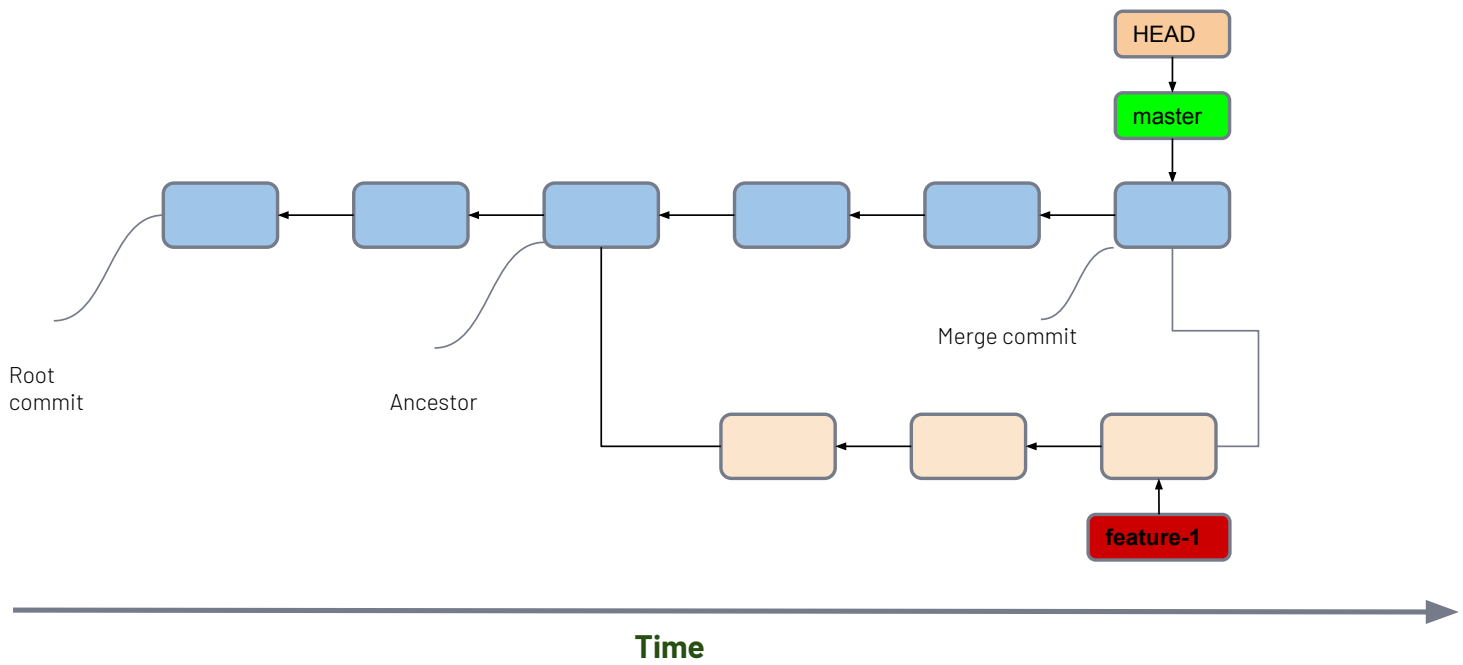 HEAD
master
Merge commit
Root
commit
Ancestor
feature-1
Time